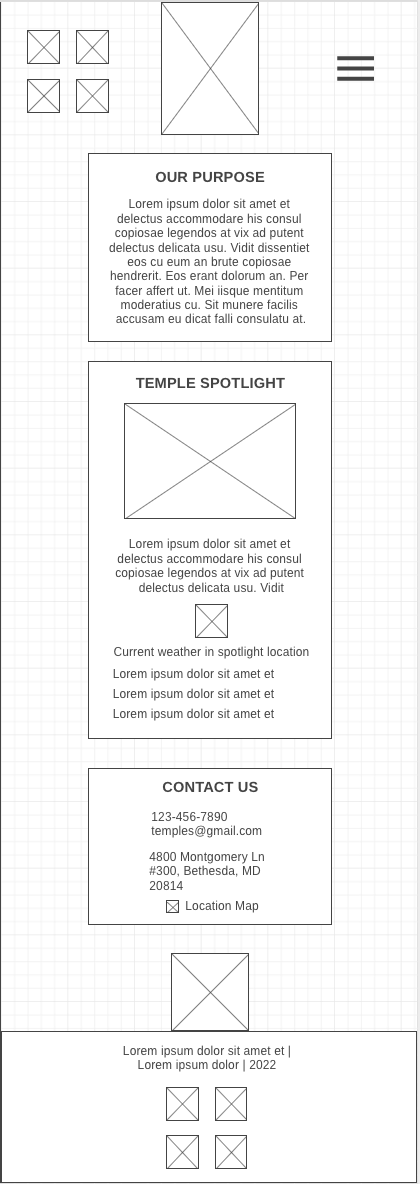 OUR PURPOSE
Lorem ipsum dolor sit amet et
delectus accommodare his consul
copiosae legendos at vix ad putent
delectus delicata usu. Vidit dissentiet
eos cu eum an brute copiosae
hendrerit. Eos erant dolorum an. Per
facer affert ut. Mei iisque mentitum
moderatius cu. Sit munere facilis
accusam eu dicat falli consulatu at.
TEMPLE SPOTLIGHT
Lorem ipsum dolor sit amet et
delectus accommodare his consul
copiosae legendos at vix ad putent
delectus delicata usu. Vidit
Current weather in spotlight location
Lorem ipsum dolor sit amet et
Lorem ipsum dolor sit amet et
Lorem ipsum dolor sit amet et
CONTACT US
123-456-7890
temples@gmail.com
4800 Montgomery Ln
#300, Bethesda, MD
20814
Location Map
Lorem ipsum dolor sit amet et |
Lorem ipsum dolor | 2022